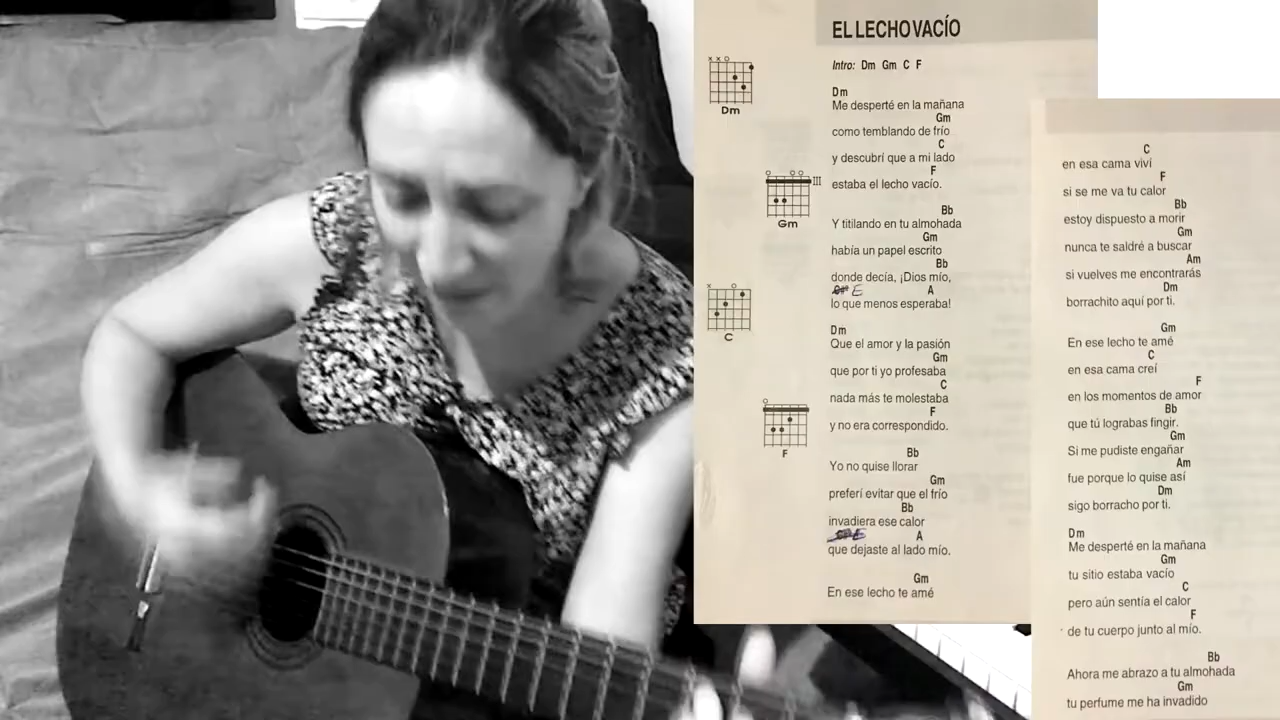 EL LECHO VACÍO
Intro: Dm Gm C F
Dm
Me desperté en la mañana
Gm
como temblando de frío
C
y descubrí que a mi lado
F
estaba el lecho vacío.
Bb
Y titilando en tu almohada
Gm
había un papel escrito
Bb
donde decía, ¡Dios mío,
E A
lo que menos esperaba!
Dm
Que el amor y la pasión
Gm
que por ti yo profesaba
C
nada más te molestaba
F
y no era correspondido.
Bb
Yo no quise llorar
Gm
preferí evitar que el frío
Bb
invadiera ese calor
A
que dejaste al lado mío.
Gm
En ese lecho te amé
Dm
III
Gm
C
F
C
en esa cama viví
F
si se me va tu calor
Bb
estoy dispuesto a morir
Gm
nunca te saldré a buscar
Am
si vuelves me encontrarás
Dm
borrachito aquí por ti.
Gm
En ese lecho te amé
C
en esa cama creí
F
en los momentos de amor
Bb
que tú lograbas fingir.
Gm
Si me pudiste engañar
Am
fue porque lo quise así
Dm
sigo borracho por ti.
Dm
Me desperté en la mañana
Gm
tu sitio estaba vacío
C
pero aún sentía el calor
F
de tu cuerpo junto al mío.
Bb
Ahora me abrazo a tu almohada
Gm
tu perfume me ha invadido